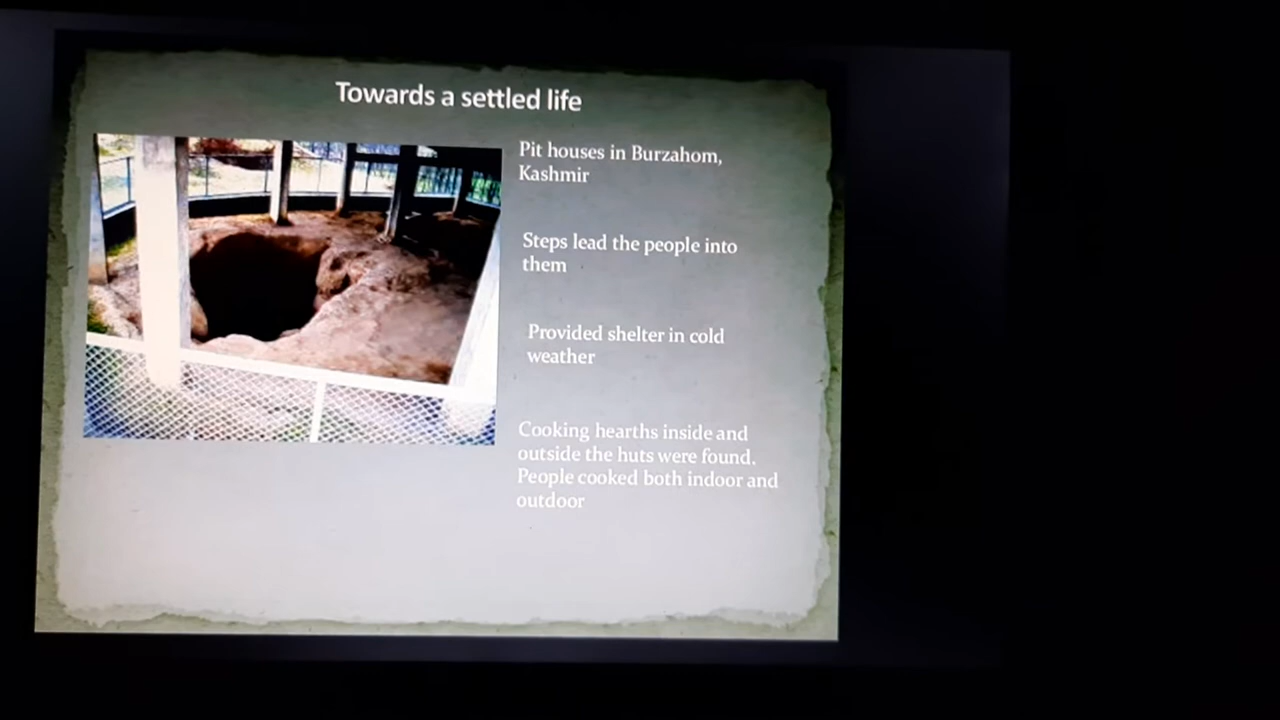 Towards a settled life
Pit houses in Burzahom,
Kashmir
Steps lead the people into
them
Provided shelter in cold
weather
Cooking hearths inside and
outside the huts were found.
People cooked both indoor and
outdoor